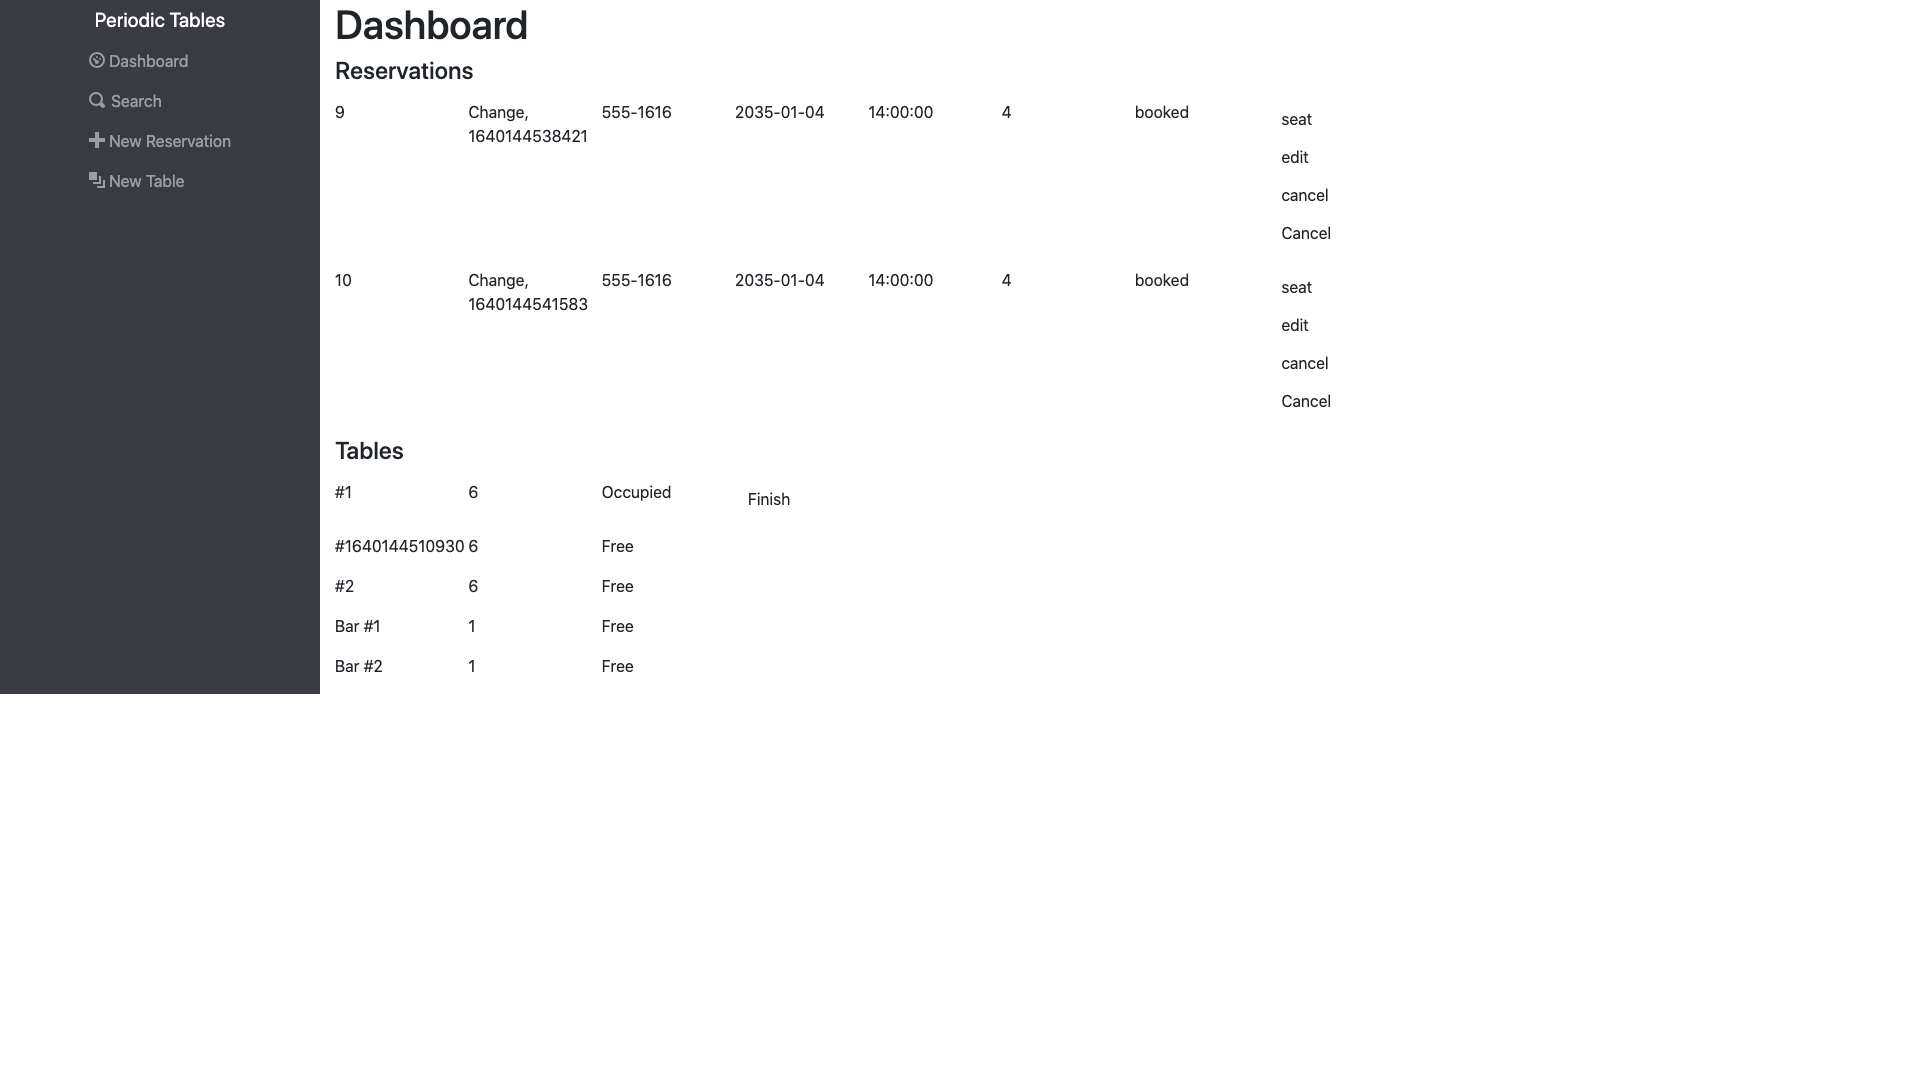 Periodic Tables
Dashboard
Search
New Reservation
New Table
Dashboard
Reservations
9 Change, 555-1616 2035-01-04 14:00:00 4 booked seat
1640144538421
edit
cancel
Cancel
10 Change, 555-1616 2035-01-04 14:00:00 4 booked seat
1640144541583
edit
cancel
Cancel
Tables
#1 6 Occupied Finish
#1640144510930 6 Free
#2 6 Free
Bar #1 1 Free
Bar #2 1 Free